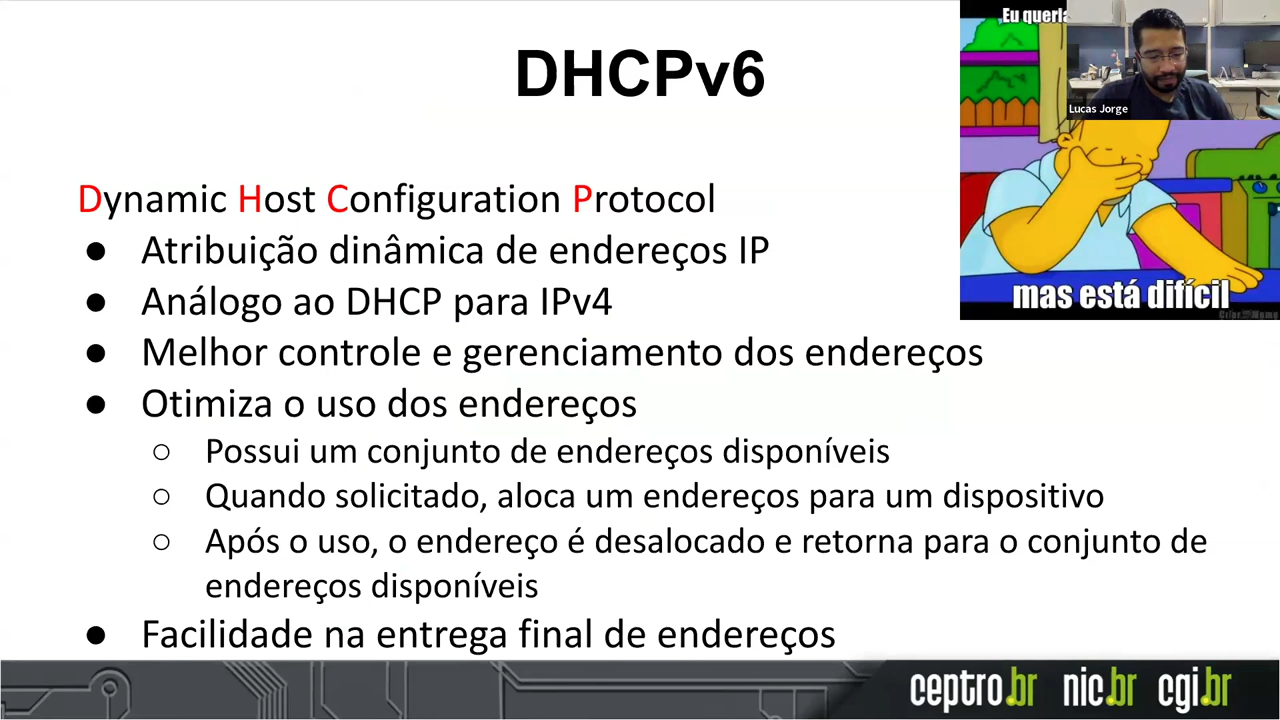 DHCPv6
Eu queria
Lucas Jorge
mas está difícil
Dynamic Host Configuration Protocol
● Atribuição dinâmica de endereços IP
● Análogo ao DHCP para IPv4
● Melhor controle e gerenciamento dos endereços
● Otimiza o uso dos endereços
○ Possui um conjunto de endereços disponíveis
○ Quando solicitado, aloca um endereços para um dispositivo
○ Após o uso, o endereço é desalocado e retorna para o conjunto de
endereços disponíveis
● Facilidade na entrega final de endereços
ceptro.br nic.br cgi.br